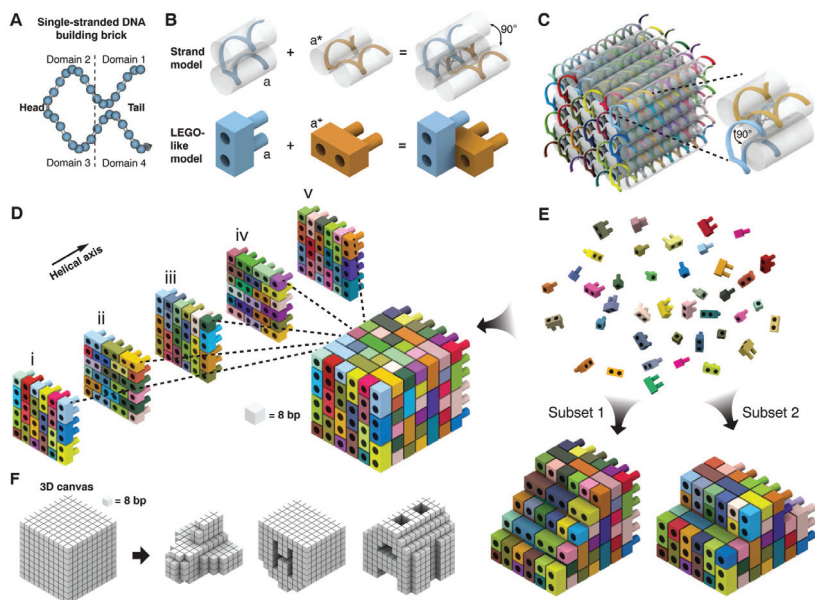 A
Single-stranded DNA
building brick
Domain 2
Domain 1
Head
Tail
Domain 3
Domain 4
B
Strand
model
a
+
a*
=
90°
LEGO-
like
model
a
+
a*
=
C
90°
D
Helical axis
i
ii
iii
iv
v
= 8 bp
E
Subset 1
Subset 2
F
3D canvas
= 8 bp